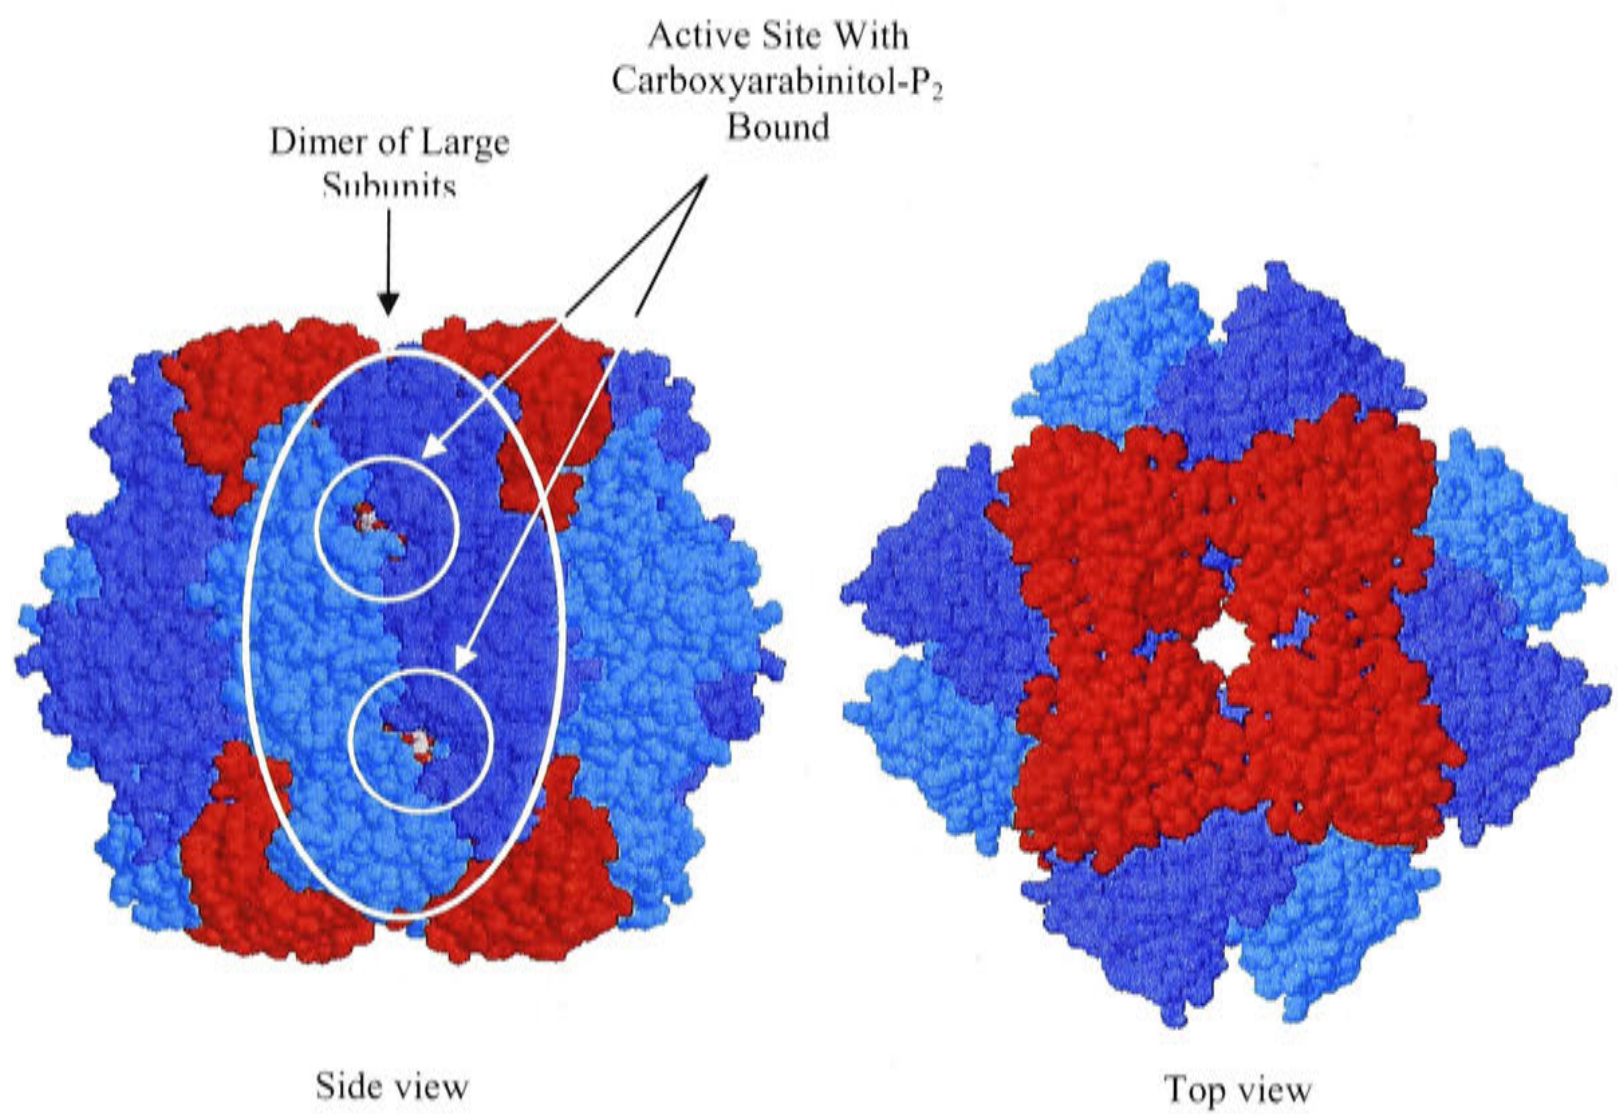 Active Site With
Carboxyarabinitol-P₂
Bound
Dimer of Large
Subunits
Side view
Top view